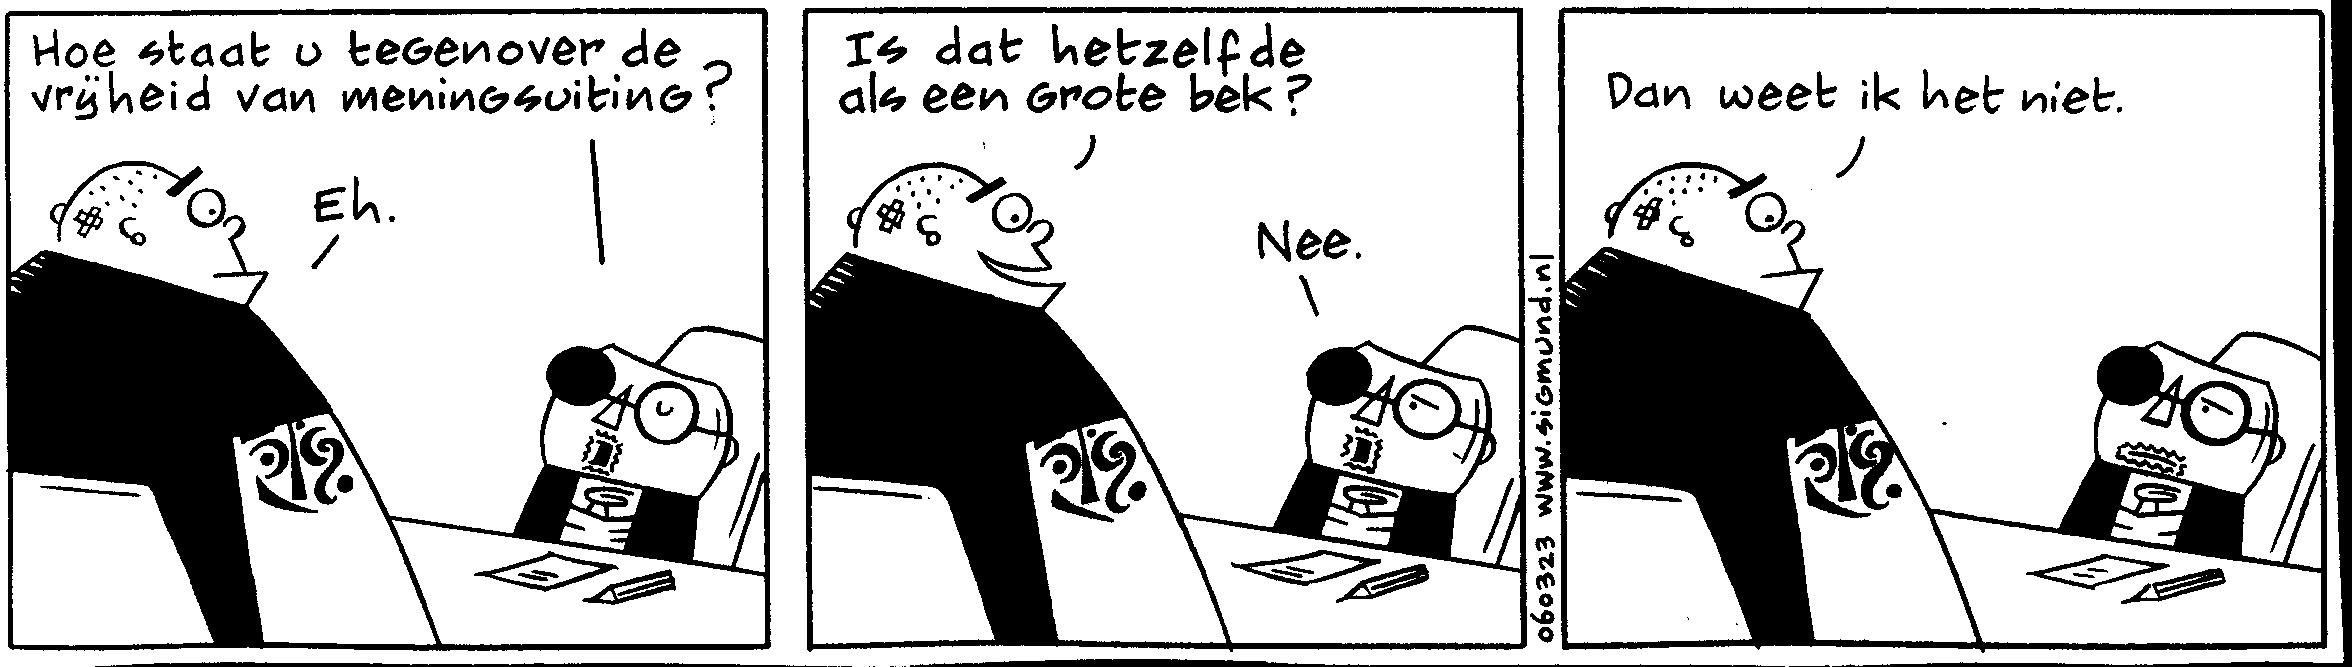 Hoe staat u tegenover de
vrijheid van meningsuiting?
Eh.
Is dat hetzelfde
als een grote bek?
Nee.
060323 www.sigmund.nl
Dan weet ik het niet.